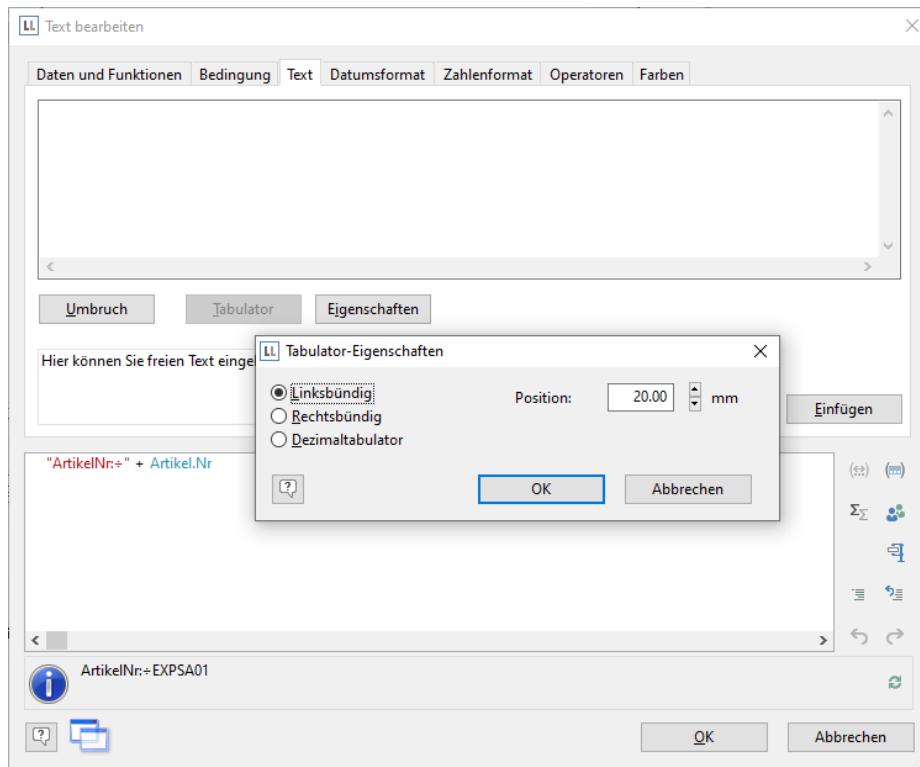 LL Text bearbeiten
Daten und Funktionen Bedingung Text Datumsformat Zahlenformat Operatoren Farben
Umbruch Tabulator Eigenschaften
Hier können Sie freien Text eingel
LL Tabulator-Eigenschaften
Linksbündig
Position: 20.00 mm
Rechtsbündig
Dezimaltabulator
OK Abbrechen
Einfügen
"ArtikelNr:÷" + Artikel.Nr
ArtikelNr:÷EXPSA01
OK Abbrechen